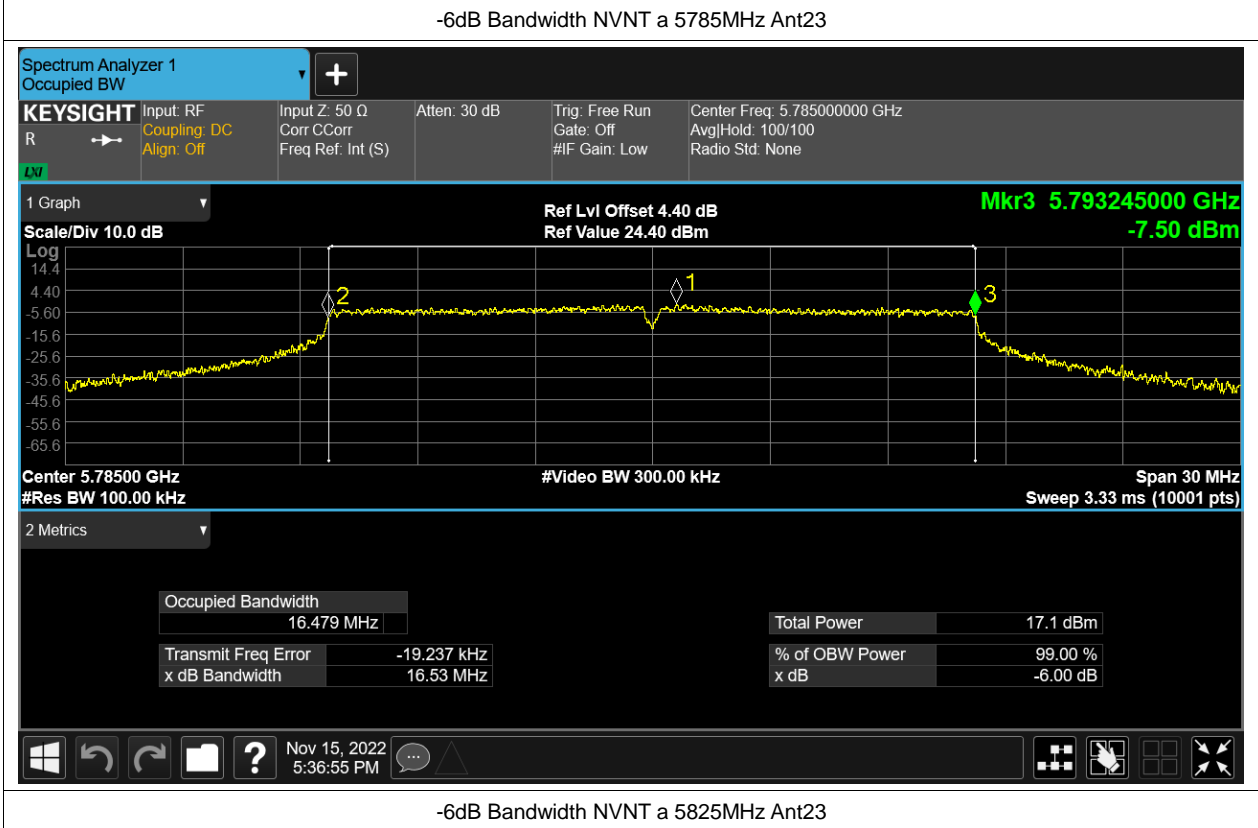 -6dB Bandwidth NVNT a 5785MHz Ant23
Spectrum Analyzer 1
Occupied BW
KEYSIGHT
R
LXI
Input: RF
Coupling: DC
Align: Off
Input Z: 50 Ω
Corr CCorr
Freq Ref: Int (S)
Atten: 30 dB
Trig: Free Run
Gate: Off
#IF Gain: Low
Center Freq: 5.785000000 GHz
Avg|Hold: 100/100
Radio Std: None
1 Graph
Scale/Div 10.0 dB
Ref Lvl Offset 4.40 dB
Ref Value 24.40 dBm
Mkr3 5.793245000 GHz
-7.50 dBm
Log
14.4
4.40
-5.60
-15.6
-25.6
-35.6
-45.6
-55.6
-65.6
2
1
3
Center 5.78500 GHz
#Res BW 100.00 kHz
#Video BW 300.00 kHz
Span 30 MHz
Sweep 3.33 ms (10001 pts)
2 Metrics
Occupied Bandwidth
16.479 MHz
Total Power 17.1 dBm
Transmit Freq Error -19.237 kHz
% of OBW Power 99.00 %
x dB Bandwidth 16.53 MHz
x dB -6.00 dB
?
Nov 15, 2022
5:36:55 PM
-6dB Bandwidth NVNT a 5825MHz Ant23